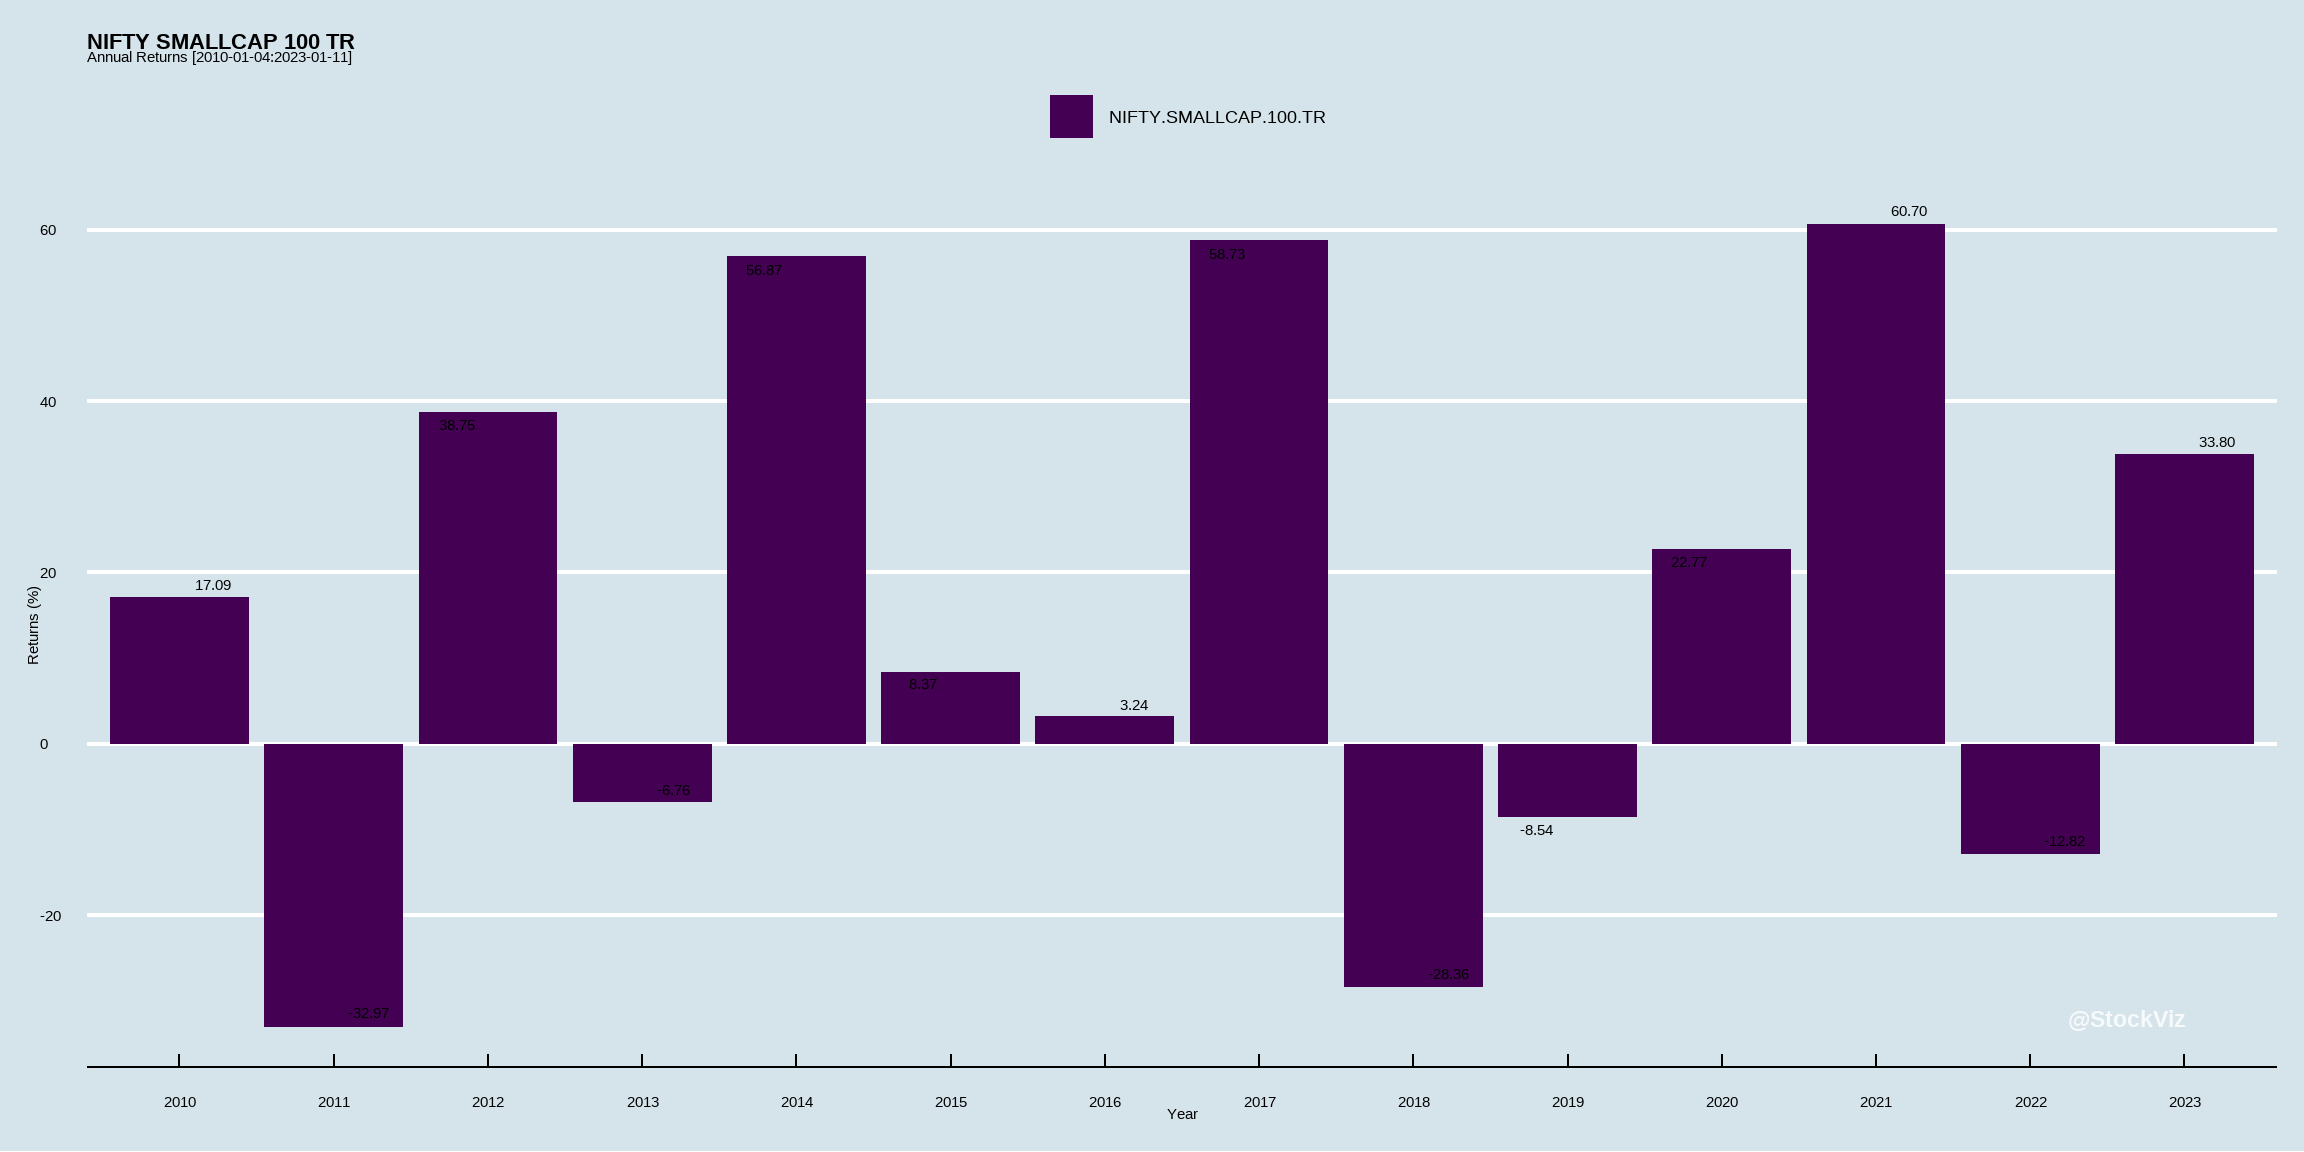 NIFTY SMALLCAP 100 TR
Annual Returns [2010-01-04:2023-01-11]
NIFTY.SMALLCAP.100.TR
60
40
20
0
-20
Returns (%)
17.09
-32.97
38.75
-6.76
56.87
8.37
3.24
58.73
-28.36
-8.54
22.77
60.70
-12.82
33.80
@StockViz
2010 2011 2012 2013 2014 2015 2016 2017 2018 2019 2020 2021 2022 2023
Year